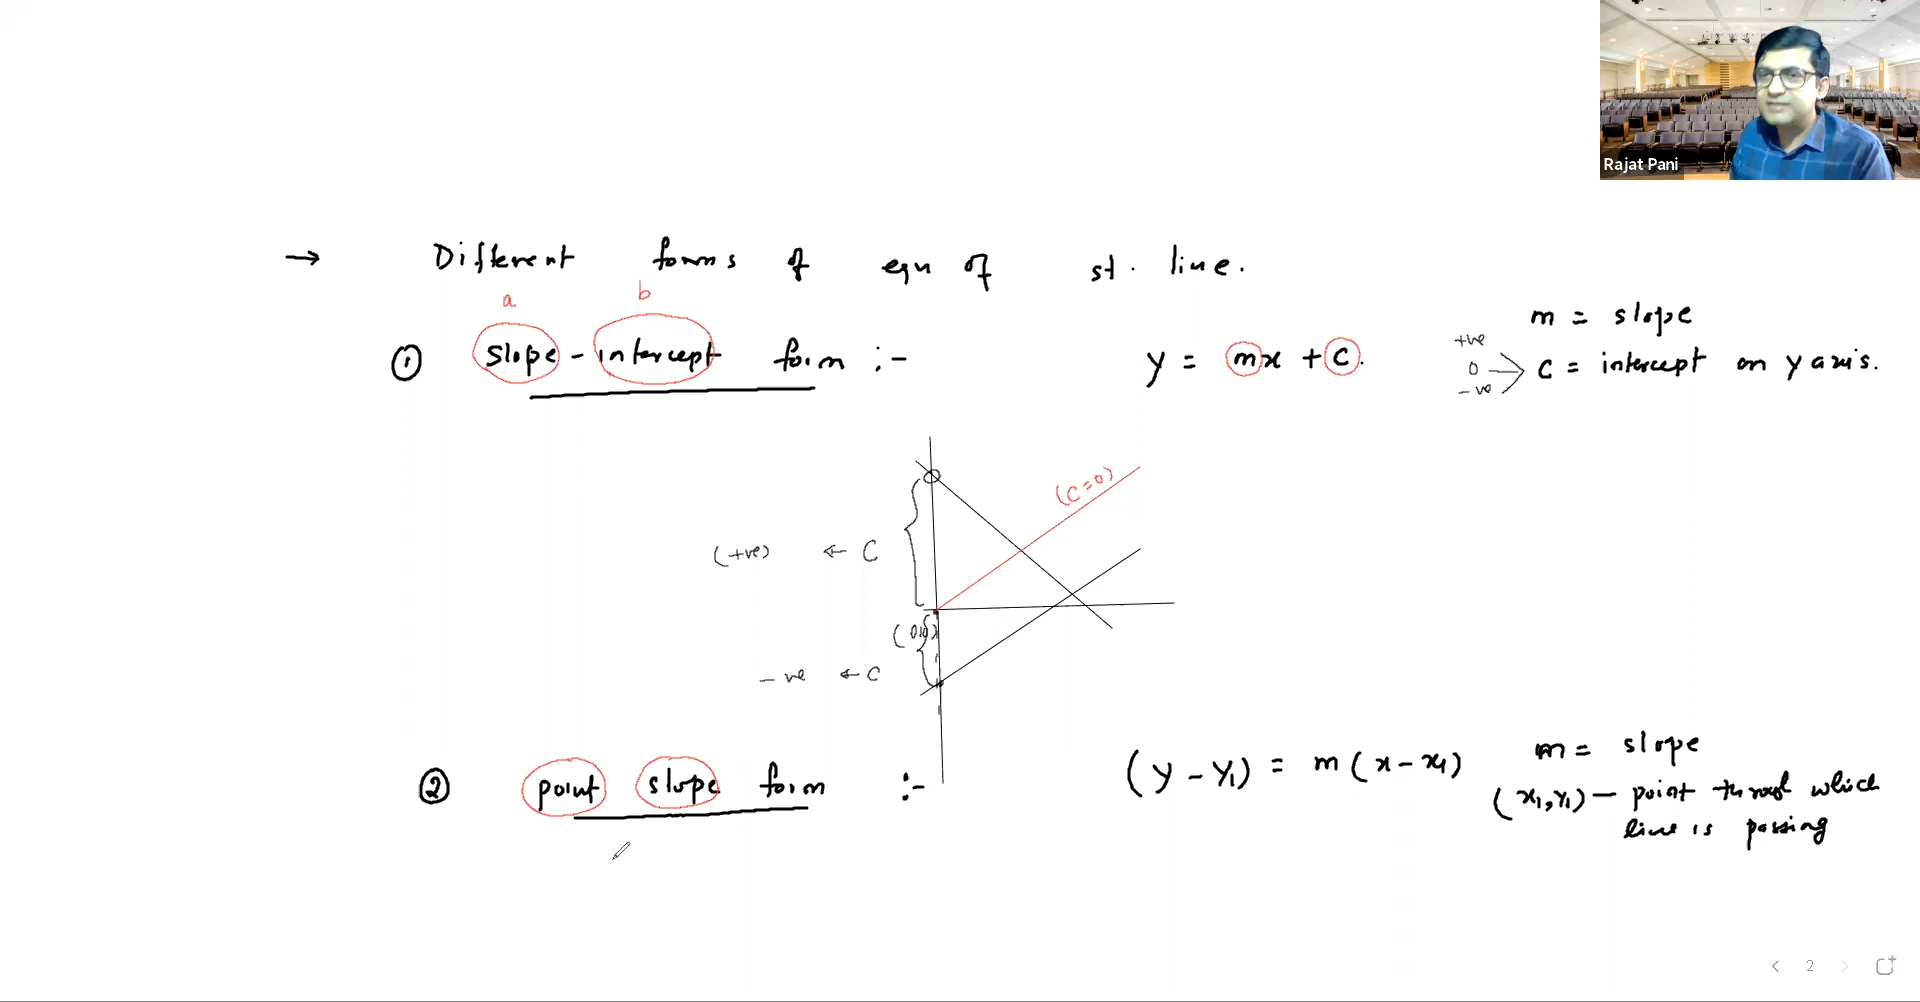 Rajat Pani
→ Different forms of eqn of st. line.
a b
① slope - intercept form :- y = mx + c.
m = slope
+ve
0
-ve
c = intercept on y axis.
(c=0)
(+ve) ← C
(0,0)
- ve ← C
② point slope form :- (y - y₁) = m (x - x₁)
m = slope
(x₁, y₁) - point through which
line is passing
2